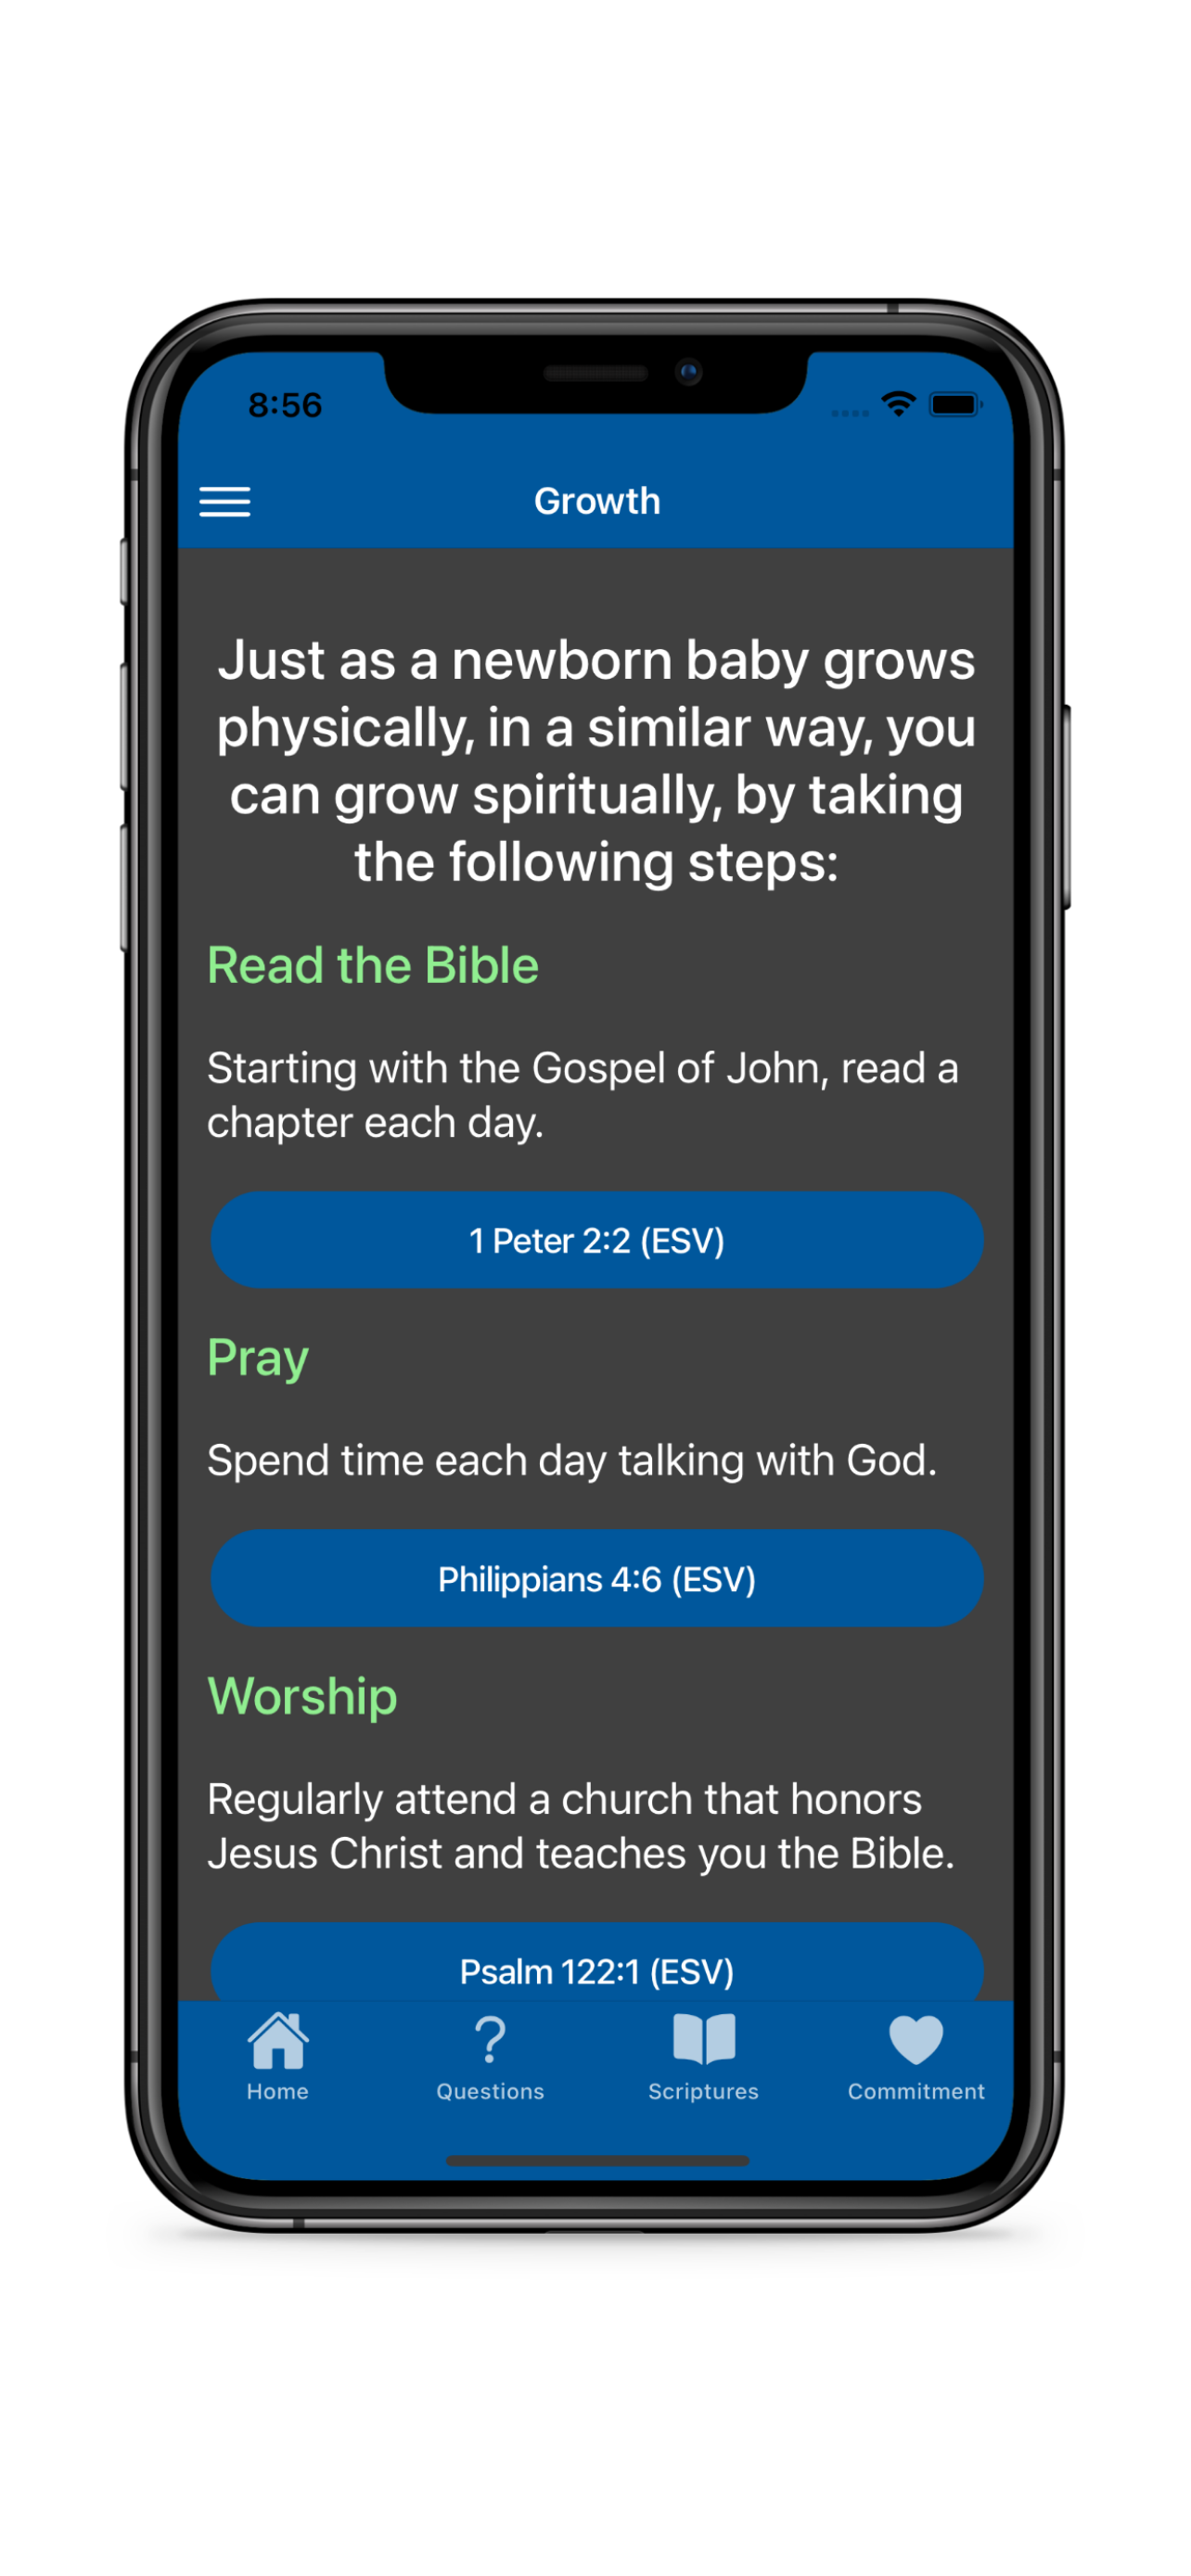 8:56
Growth
Just as a newborn baby grows
physically, in a similar way, you
can grow spiritually, by taking
the following steps:
Read the Bible
Starting with the Gospel of John, read a
chapter each day.
1 Peter 2:2 (ESV)
Pray
Spend time each day talking with God.
Philippians 4:6 (ESV)
Worship
Regularly attend a church that honors
Jesus Christ and teaches you the Bible.
Psalm 122:1 (ESV)
Home Questions Scriptures Commitment